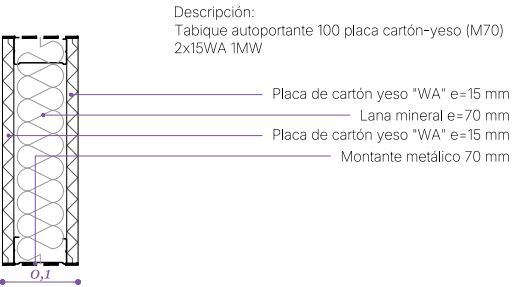 Descripción:
Tabique autoportante 100 placa cartón-yeso (M70)
2x15WA 1MW
Placa de cartón yeso "WA" e=15 mm
Lana mineral e=70 mm
Placa de cartón yeso "WA" e=15 mm
Montante metálico 70 mm
0,1